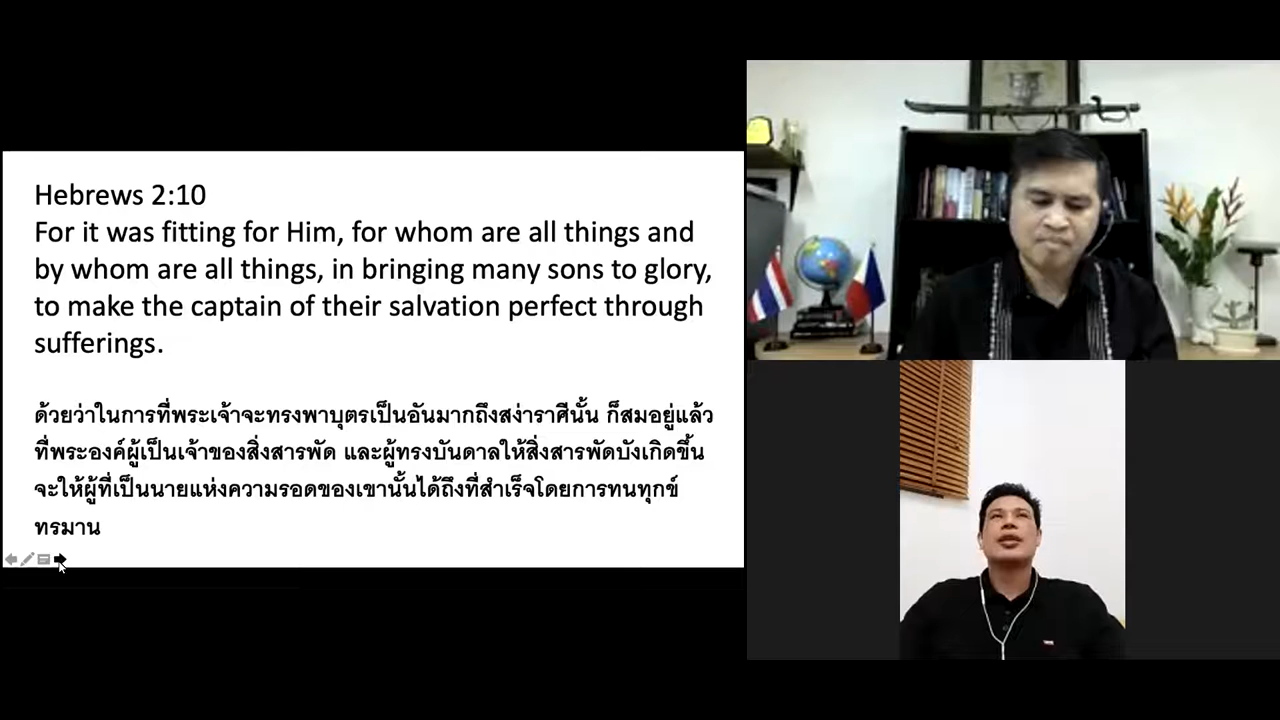 Hebrews 2:10
For it was fitting for Him, for whom are all things and
by whom are all things, in bringing many sons to glory,
to make the captain of their salvation perfect through
sufferings.
ด้วยว่าในการที่พระเจ้าจะทรงพาบุตรเป็นอันมากถึงสง่าราศีนั้น ก็สมอยู่แล้ว
ที่พระองค์ผู้เป็นเจ้าของสิ่งสารพัด และผู้ทรงบันดาลให้สิ่งสารพัดบังเกิดขึ้น
จะให้ผู้ที่เป็นนายแห่งความรอดของเขานั้นได้ถึงที่สำเร็จโดยการทนทุกข์
ทรมาน